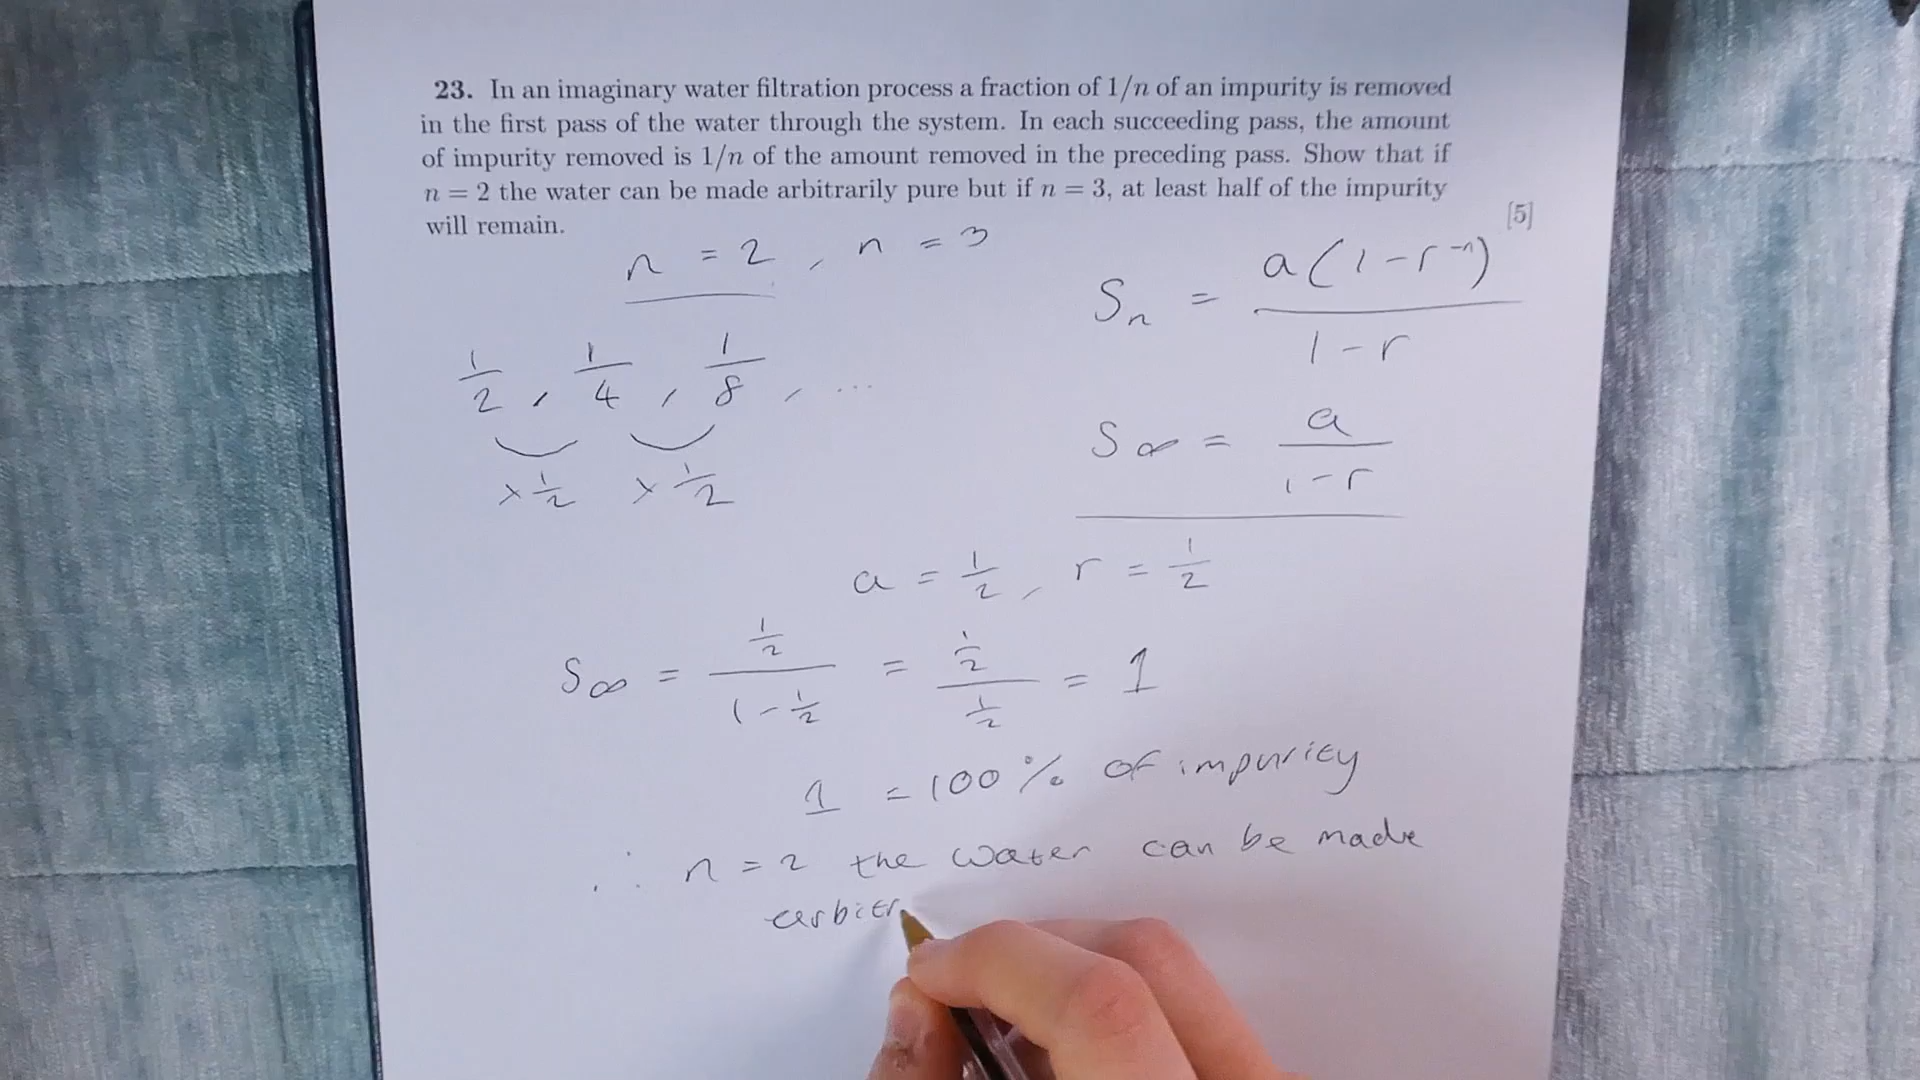 23. In an imaginary water filtration process a fraction of 1/n of an impurity is removed
in the first pass of the water through the system. In each succeeding pass, the amount
of impurity removed is 1/n of the amount removed in the preceding pass. Show that if
n = 2 the water can be made arbitrarily pure but if n = 3, at least half of the impurity
will remain.
[5]
n = 2 , n = 3
Sn = a(1-r^-n) / 1-r
1/2 , 1/4 , 1/8 , ...
S∞ = a / 1-r
×1/2 ×1/2
a = 1/2 , r = 1/2
S∞ = 1/2 / 1-1/2 = 1/2 / 1/2 = 1
1 = 100% of impurity
∴ n = 2 the water can be made
arbitr